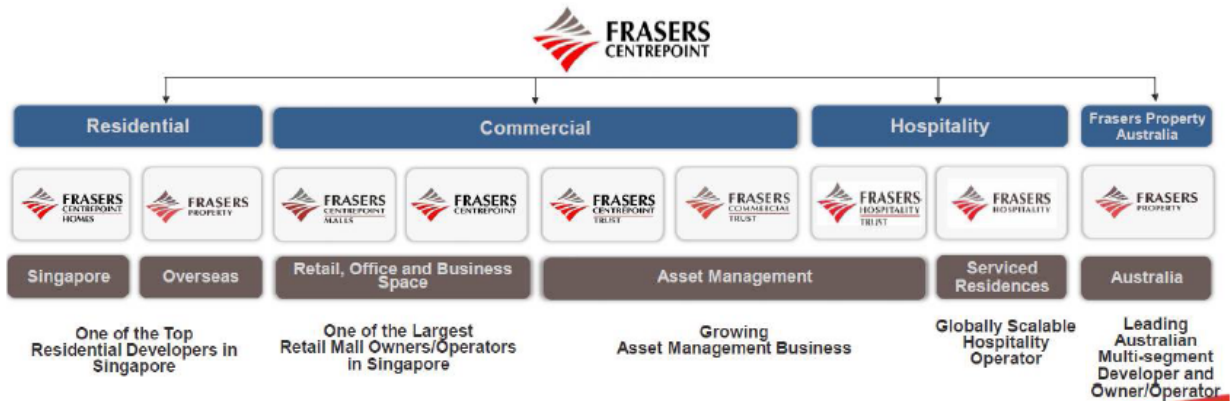 FRASERS
CENTREPOINT
Residential
Commercial
Hospitality
Frasers Property
Australia
FRASERS
CENTREPOINT
HOMES
FRASERS
PROPERTY
FRASERS
CENTREPOINT
MALLS
FRASERS
CENTREPOINT
FRASERS
CENTREPOINT
TRUST
FRASERS
COMMERCIAL
TRUST
FRASERS
HOSPITALITY
TRUST
FRASERS
HOSPITALITY
FRASERS
PROPERTY
Singapore
Overseas
Retail, Office and Business
Space
Asset Management
Serviced
Residences
Australia
One of the Top
Residential Developers in
Singapore
One of the Largest
Retail Mall Owners/Operators
in Singapore
Growing
Asset Management Business
Globally Scalable
Hospitality
Operator
Leading
Australian
Multi-segment
Developer and
Owner/Operator